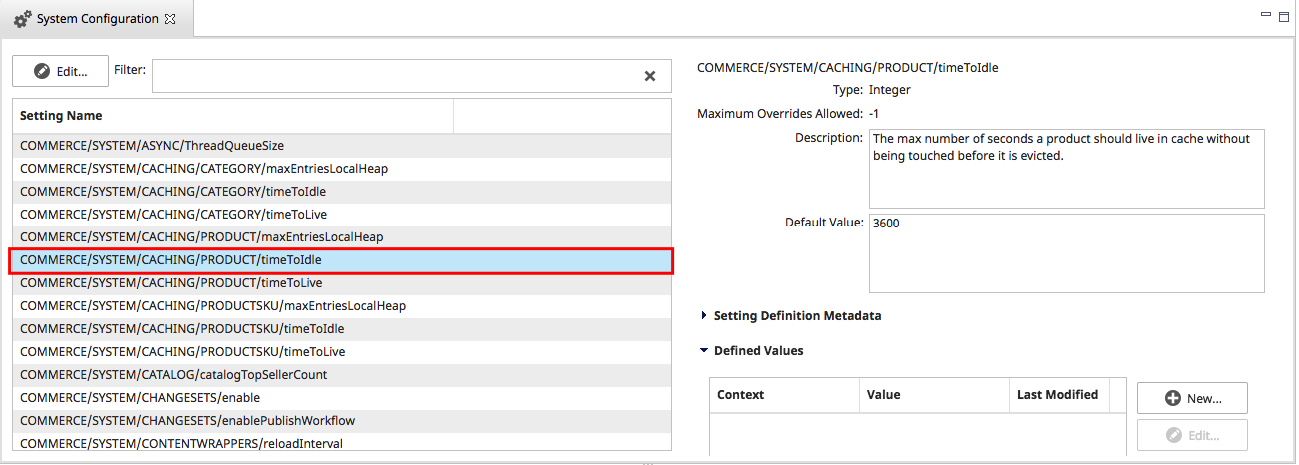 System Configuration
Edit...
Filter:
Setting Name
COMMERCE/SYSTEM/ASYNC/ThreadQueueSize
COMMERCE/SYSTEM/CACHING/CATEGORY/maxEntriesLocalHeap
COMMERCE/SYSTEM/CACHING/CATEGORY/timeToIdle
COMMERCE/SYSTEM/CACHING/CATEGORY/timeToLive
COMMERCE/SYSTEM/CACHING/PRODUCT/maxEntriesLocalHeap
COMMERCE/SYSTEM/CACHING/PRODUCT/timeToIdle
COMMERCE/SYSTEM/CACHING/PRODUCT/timeToLive
COMMERCE/SYSTEM/CACHING/PRODUCTSKU/maxEntriesLocalHeap
COMMERCE/SYSTEM/CACHING/PRODUCTSKU/timeToIdle
COMMERCE/SYSTEM/CACHING/PRODUCTSKU/timeToLive
COMMERCE/SYSTEM/CATALOG/catalogTopSellerCount
COMMERCE/SYSTEM/CHANGESETS/enable
COMMERCE/SYSTEM/CHANGESETS/enablePublishWorkflow
COMMERCE/SYSTEM/CONTENTWRAPPERS/reloadInterval
COMMERCE/SYSTEM/CACHING/PRODUCT/timeToIdle
Type: Integer
Maximum Overrides Allowed: -1
Description: The max number of seconds a product should live in cache without
being touched before it is evicted.
Default Value: 3600
Setting Definition Metadata
Defined Values
Context Value Last Modified
New...
Edit...